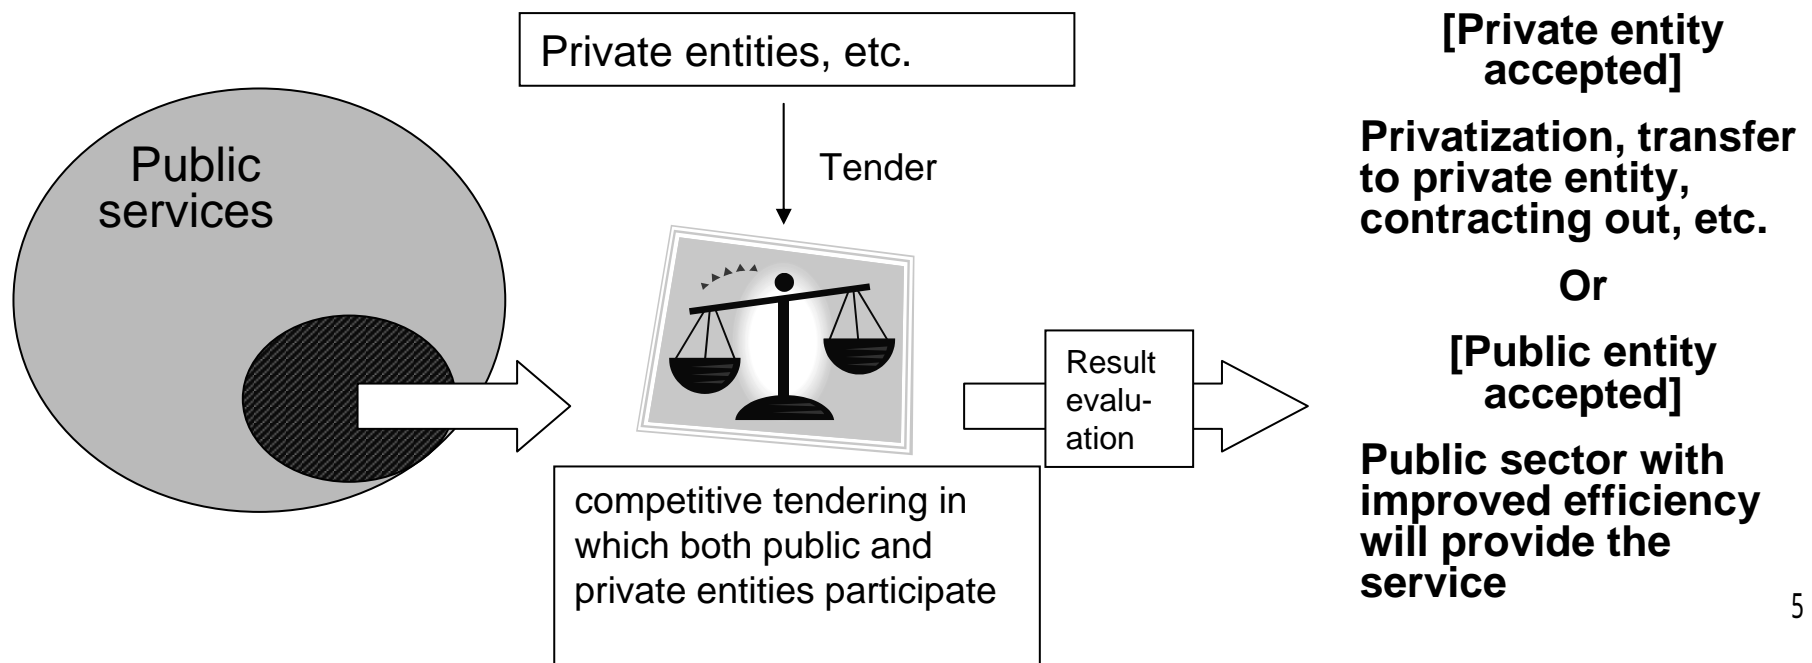 Private entities, etc.
Public
services
Tender
competitive tendering in
which both public and
private entities participate
Result
evalu-
ation
[Private entity
accepted]
Privatization, transfer
to private entity,
contracting out, etc.
Or
[Public entity
accepted]
Public sector with
improved efficiency
will provide the
service
5